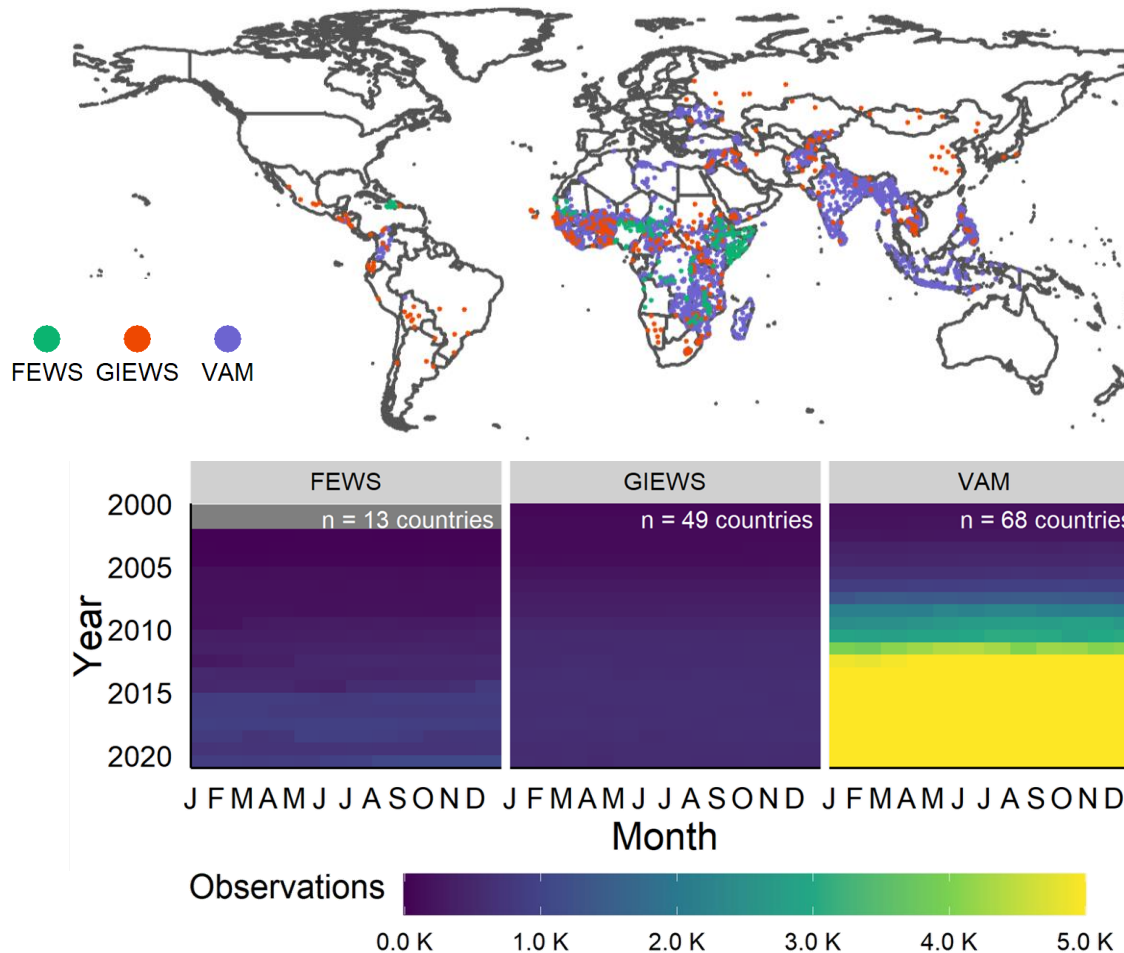 FEWS GIEWS VAM
FEWS GIEWS VAM
n = 13 countries n = 49 countries n = 68 countries
Year
2000
2005
2010
2015
2020
J F M A M J J A S O N D J F M A M J J A S O N D J F M A M J J A S O N D
Month
Observations
0.0 K 1.0 K 2.0 K 3.0 K 4.0 K 5.0 K